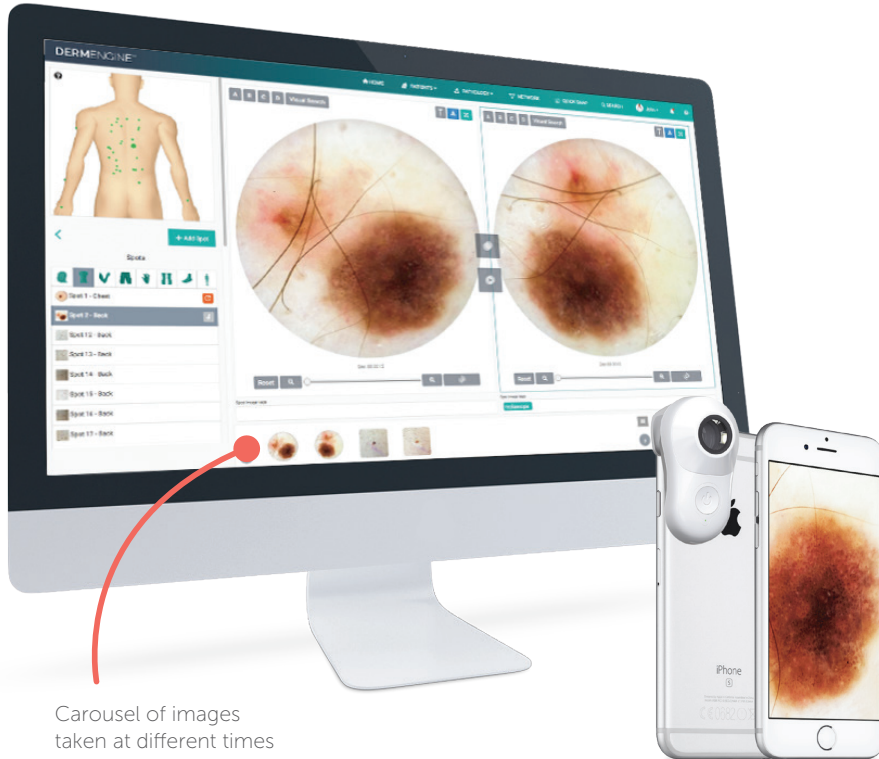 DERMENGINE™
HOME
PATIENTS
PATHOLOGY
NETWORK
SEARCH
A B C D Visual Search
A B C D Visual Search
+ Add Spot
Spots
Spot 1 - Chest
Spot 2 - Back
Spot 12 - Back
Spot 13 - Back
Spot 14 - Back
Spot 15 - Back
Spot 16 - Back
Spot 17 - Back
Reset
Reset
iPhone
S
Carousel of images
taken at different times